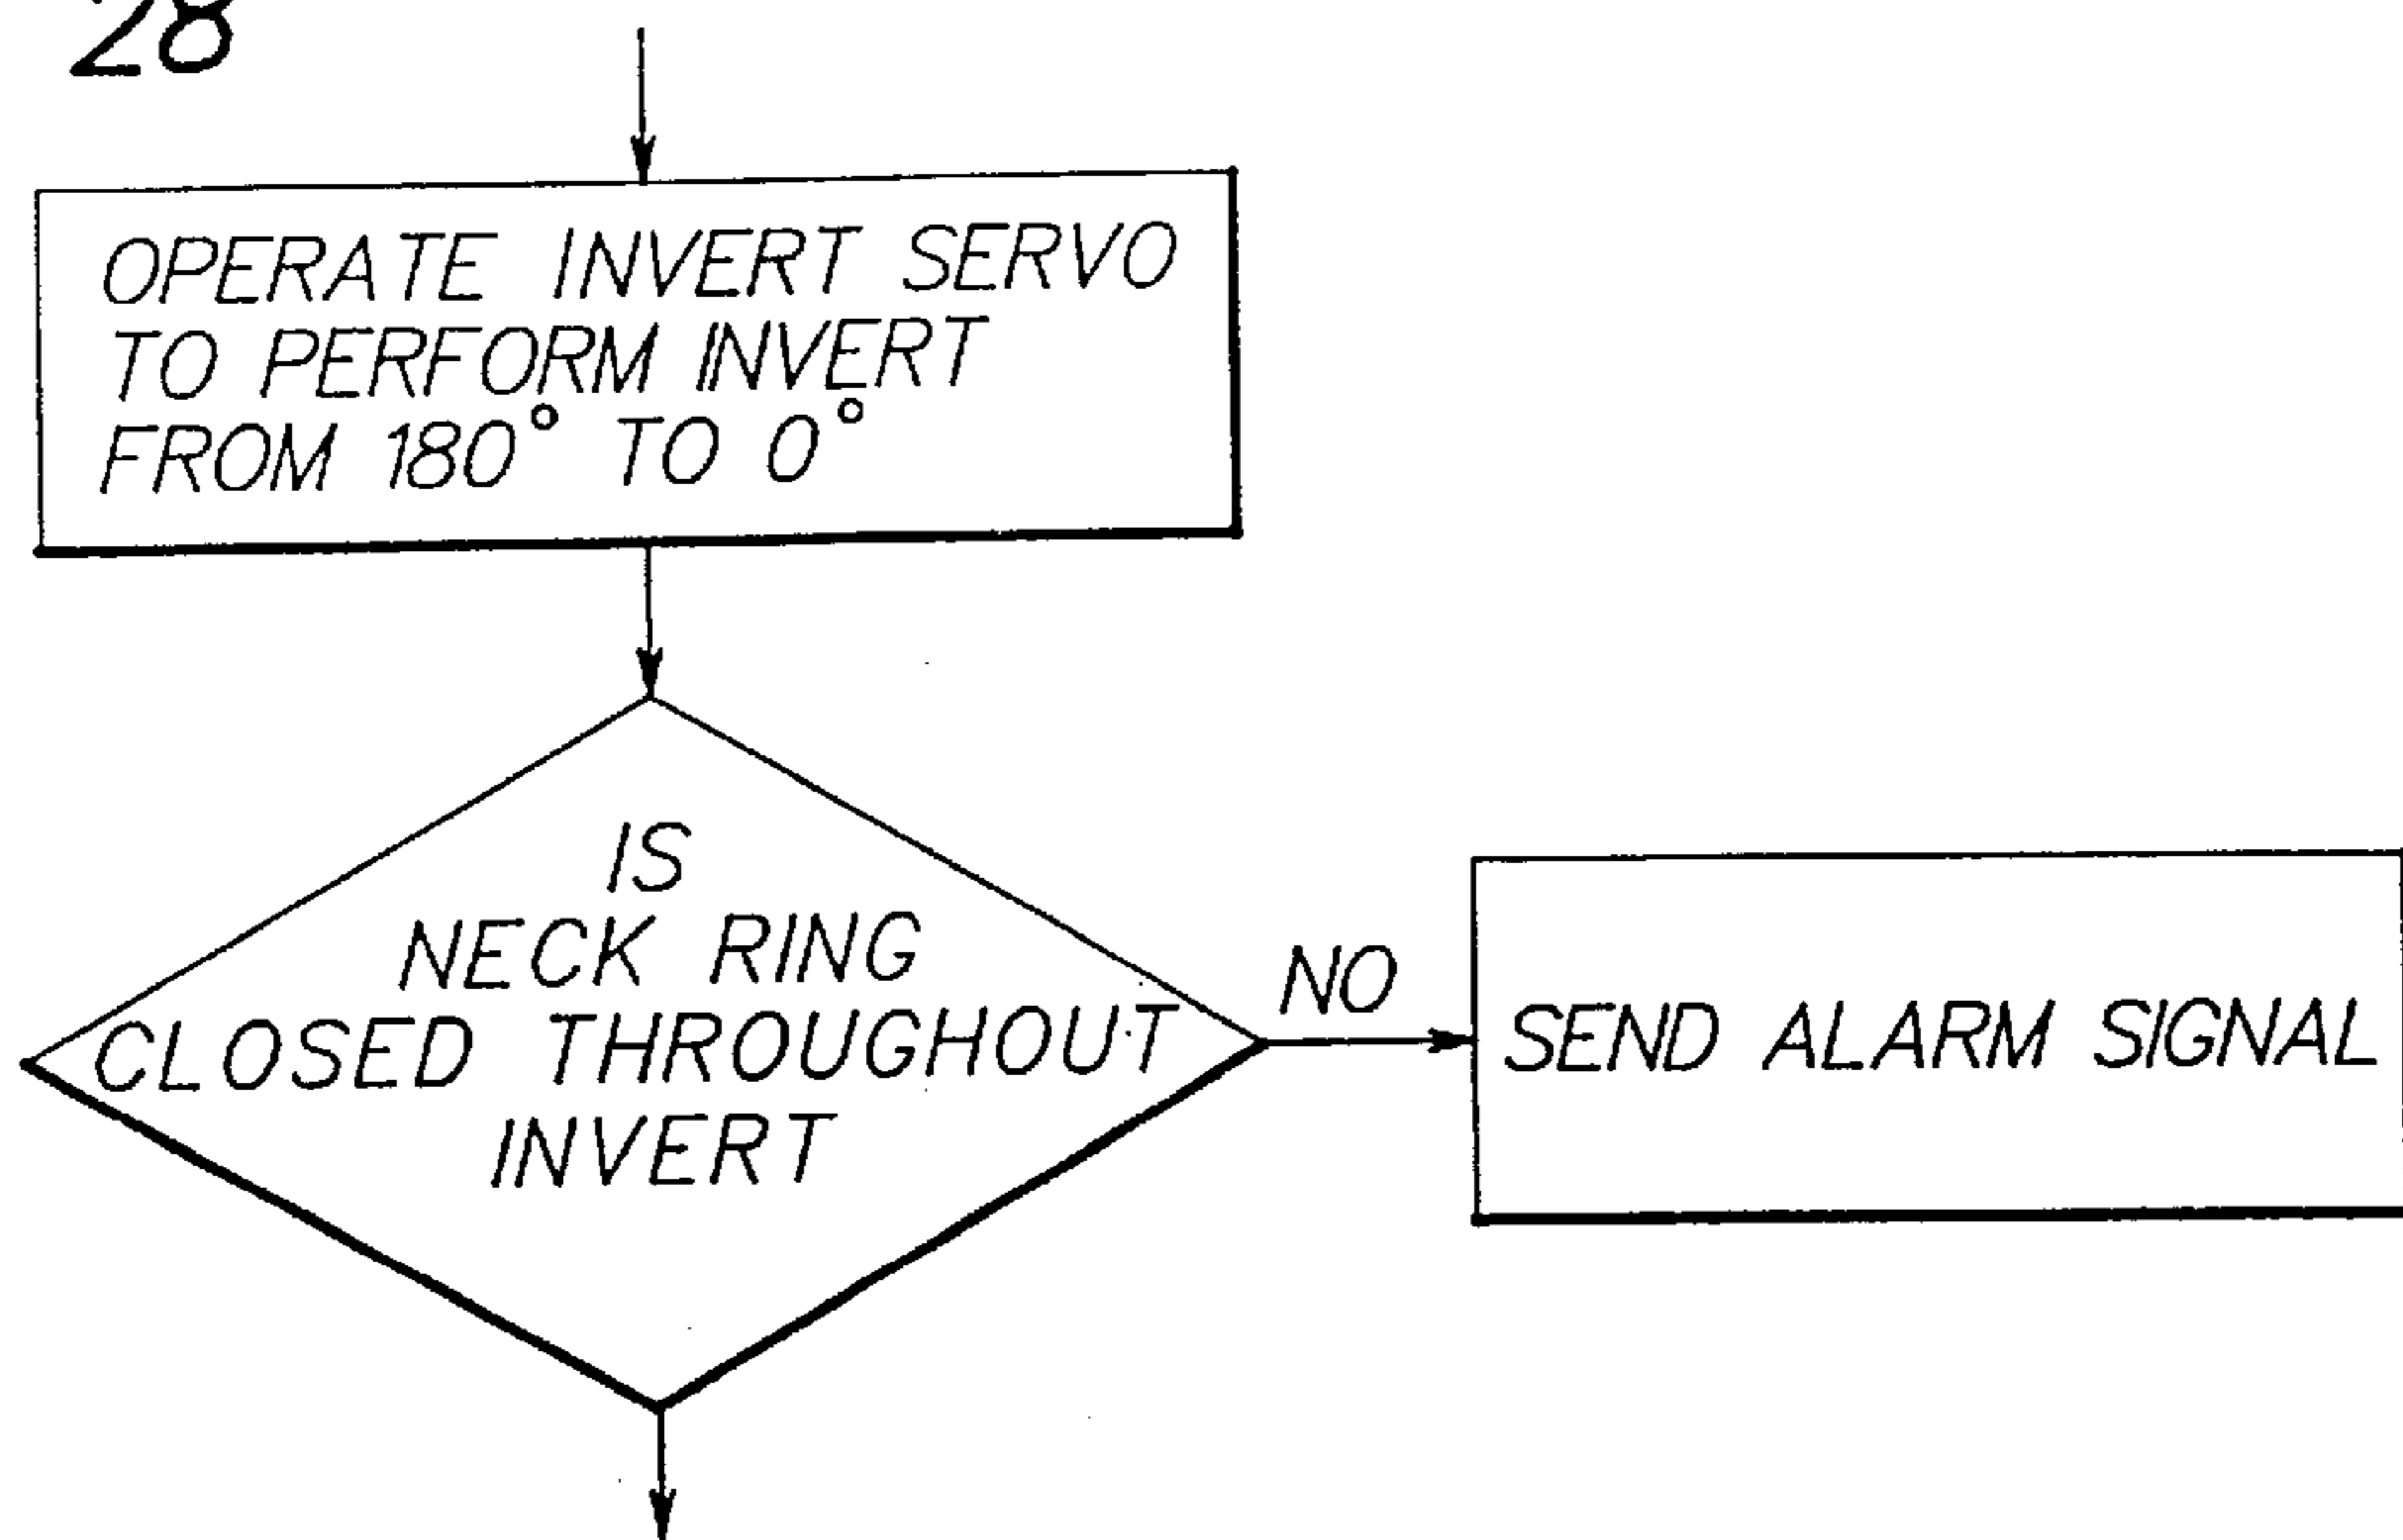 28
OPERATE INVERT SERVO
TO PERFORM INVERT
FROM 180° TO 0°
IS
NECK RING
CLOSED THROUGHOUT
INVERT
NO
SEND ALARM SIGNAL